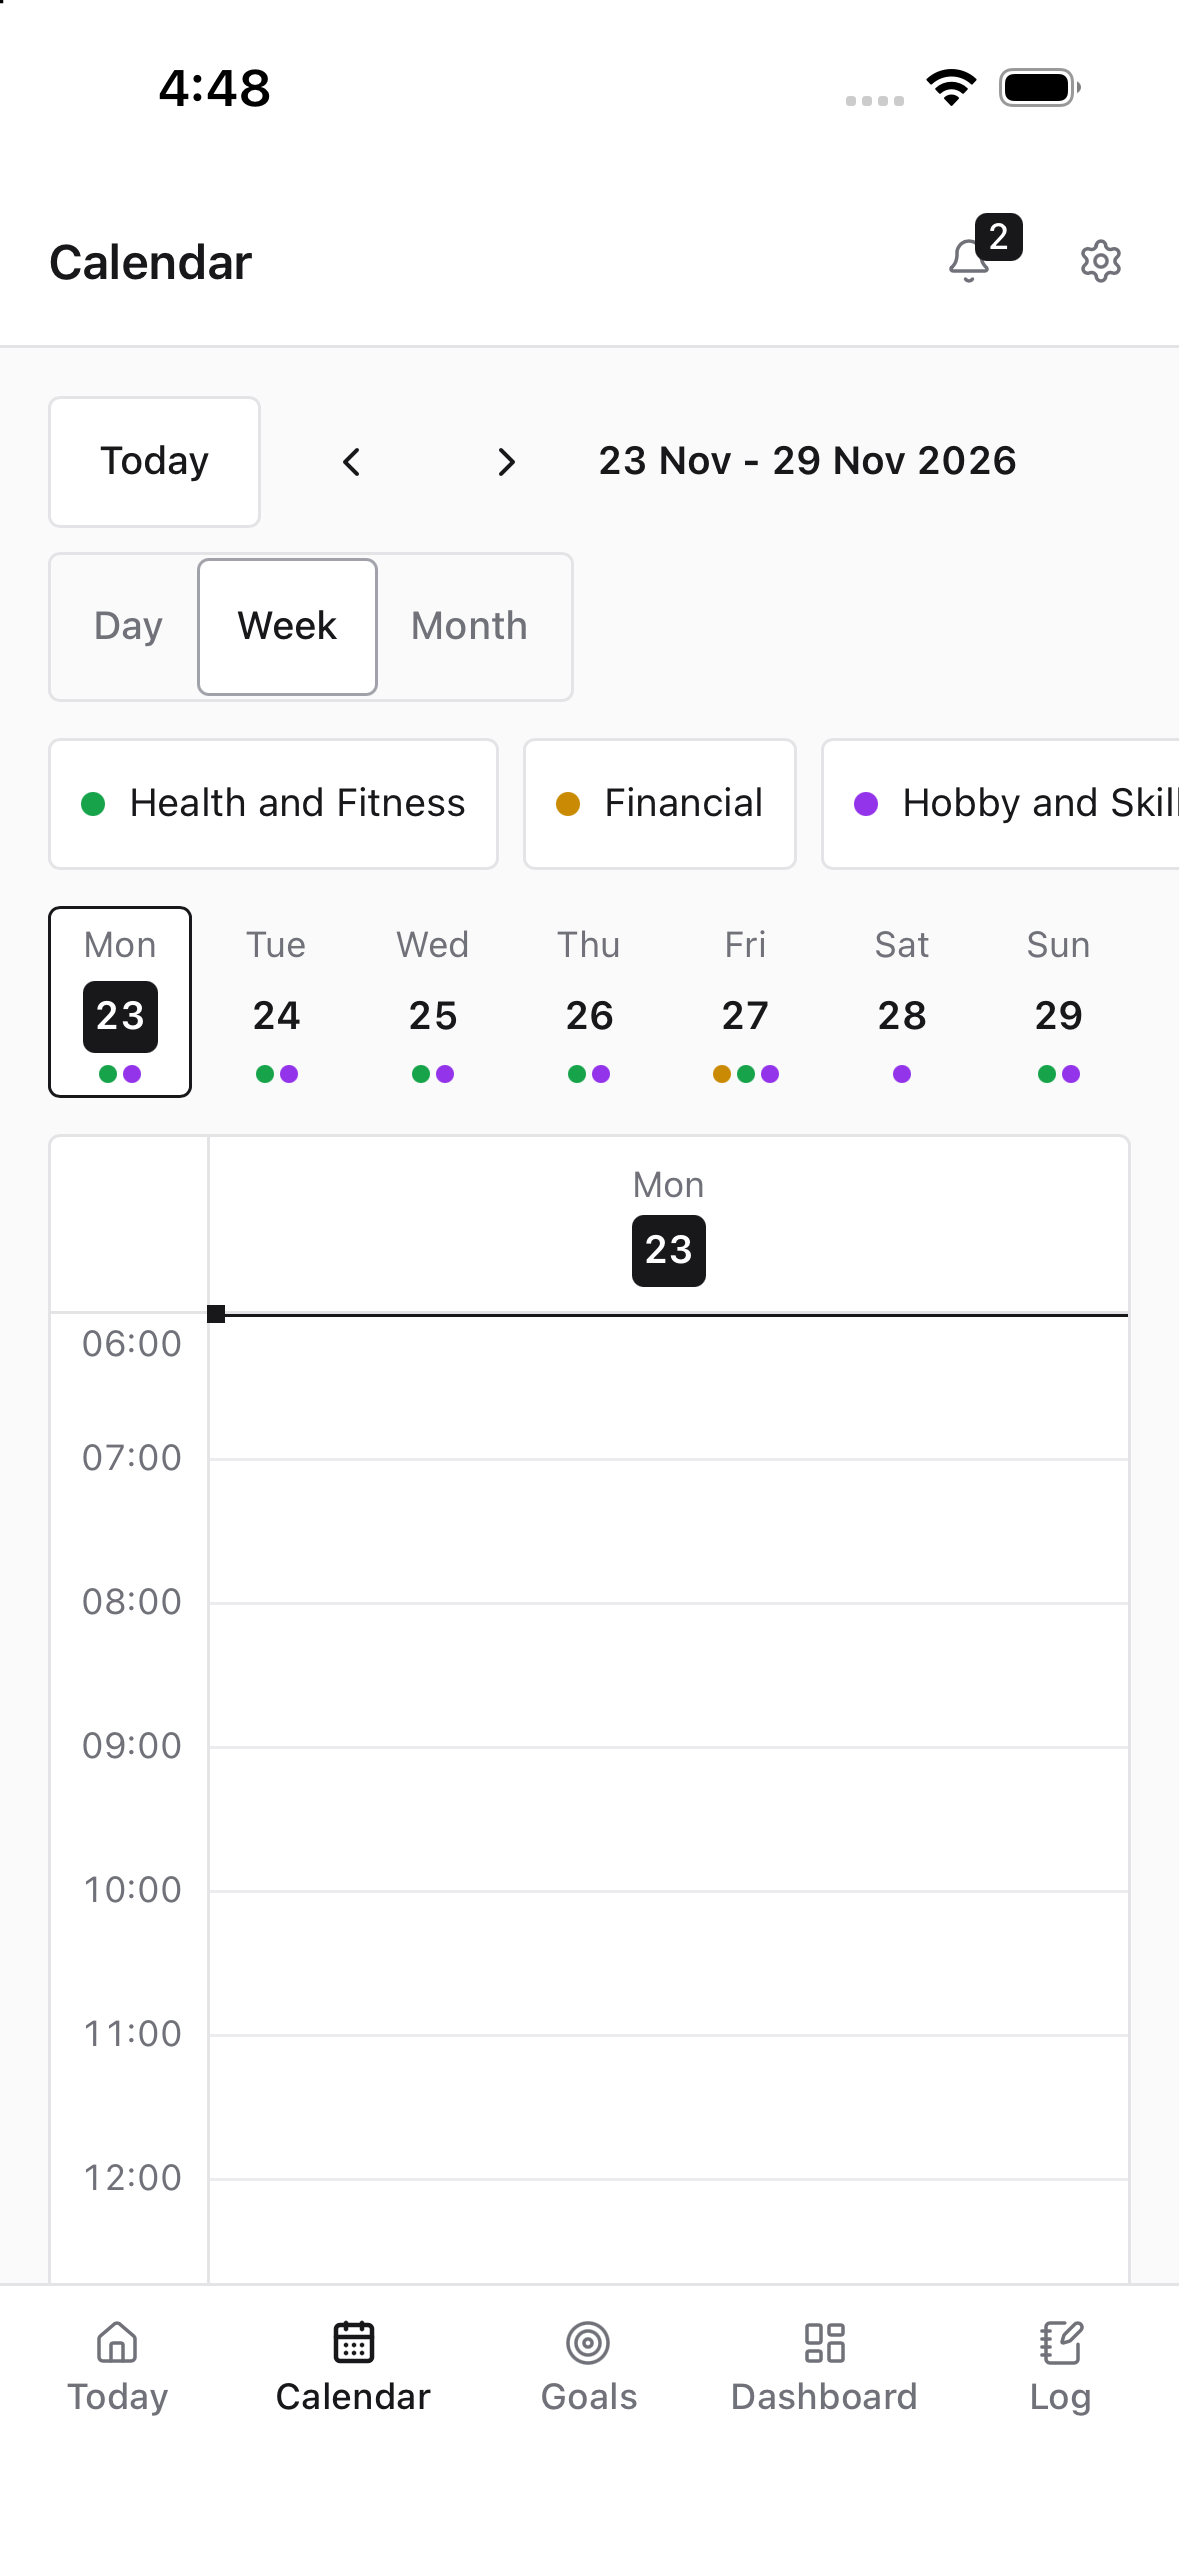 4:48
Calendar
2
Today
23 Nov - 29 Nov 2026
Day Week Month
Health and Fitness Financial Hobby and Skill
Mon Tue Wed Thu Fri Sat Sun
23 24 25 26 27 28 29
Mon
23
06:00
07:00
08:00
09:00
10:00
11:00
12:00
Today Calendar Goals Dashboard Log